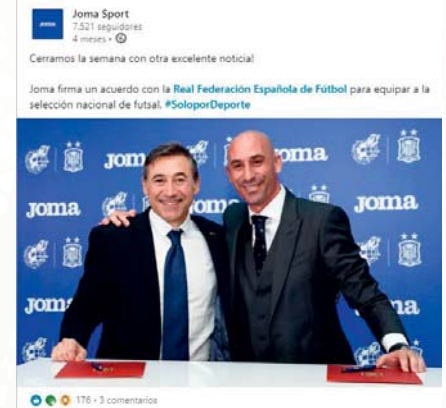 Joma
Joma Sport
7.521 seguidores
4 meses •
Cerramos la semana con otra excelente noticia!
Joma firma un acuerdo con la Real Federación Española de Fútbol para equipar a la
selección nacional de futsal. #SoloporDeporte
Joma
Joma
Joma
Joma
Joma
176 • 3 comentarios